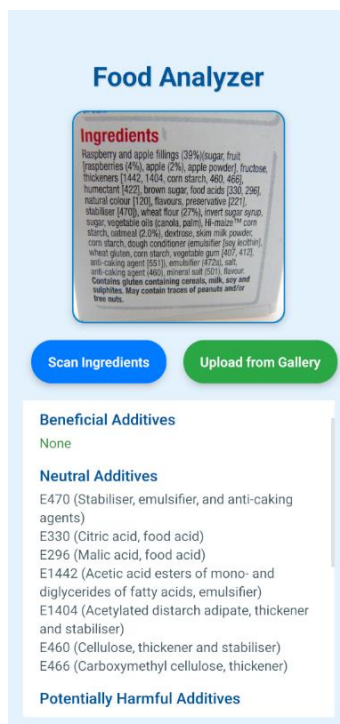 Food Analyzer
Ingredients
Raspberry and apple fillings (39%)(sugar, fruit
[raspberries (4%), apple (2%), apple powder], fructose,
thickeners [1442, 1404, corn starch, 460, 466],
humectant [422], brown sugar, food acids [330, 296],
natural colour [120], flavours, preservative [221],
stabiliser [470]), wheat flour (27%), invert sugar syrup,
sugar, vegetable oils (canola, palm), Hi-maize™ corn
starch, oatmeal (2.0%), dextrose, skim milk powder,
corn starch, dough conditioner (emulsifier [soy lecithin],
wheat gluten, corn starch, vegetable gum [407, 412],
anti-caking agent [551]), emulsifier (472a), salt,
anti-caking agent (460), mineral salt (501), flavour.
Contains gluten containing cereals, milk, soy and
sulphites. May contain traces of peanuts and/or
tree nuts.
Scan Ingredients
Upload from Gallery
Beneficial Additives
None
Neutral Additives
E470 (Stabiliser, emulsifier, and anti-caking
agents)
E330 (Citric acid, food acid)
E296 (Malic acid, food acid)
E1442 (Acetic acid esters of mono- and
diglycerides of fatty acids, emulsifier)
E1404 (Acetylated distarch adipate, thickener
and stabiliser)
E460 (Cellulose, thickener and stabiliser)
E466 (Carboxymethyl cellulose, thickener)
Potentially Harmful Additives